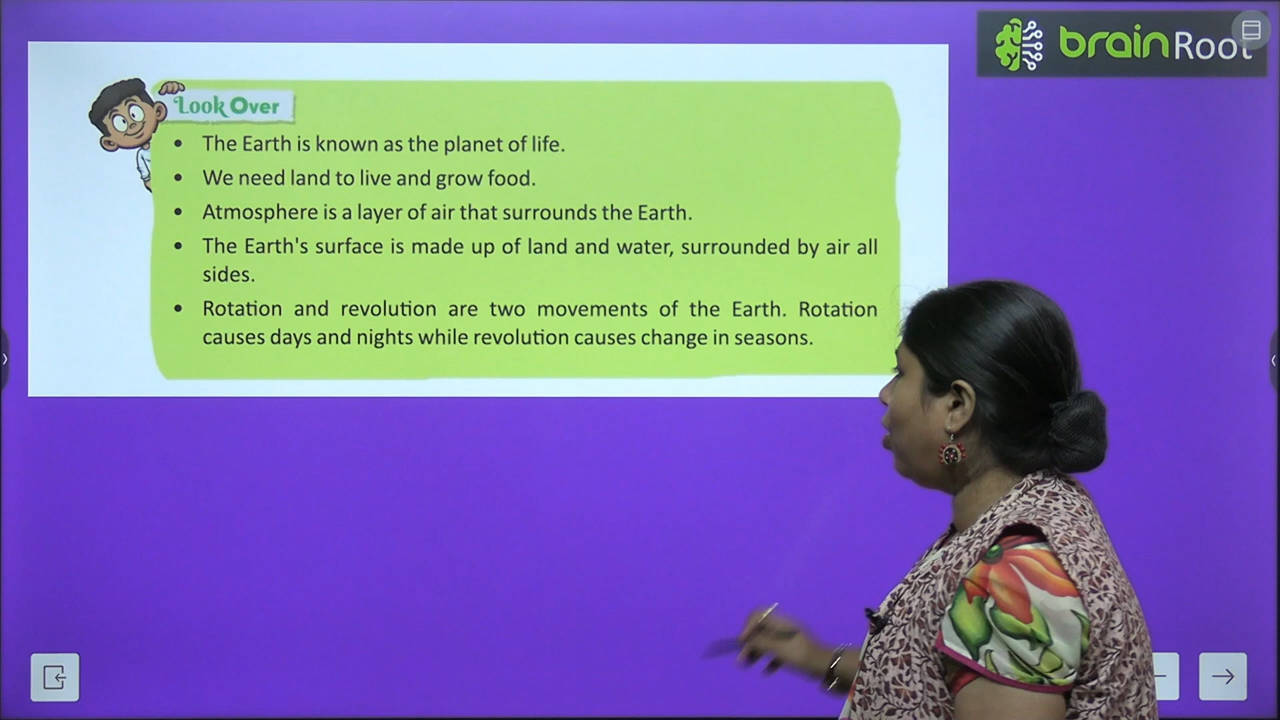 brainRoot
Look Over
• The Earth is known as the planet of life.
• We need land to live and grow food.
• Atmosphere is a layer of air that surrounds the Earth.
• The Earth's surface is made up of land and water, surrounded by air all
sides.
• Rotation and revolution are two movements of the Earth. Rotation
causes days and nights while revolution causes change in seasons.